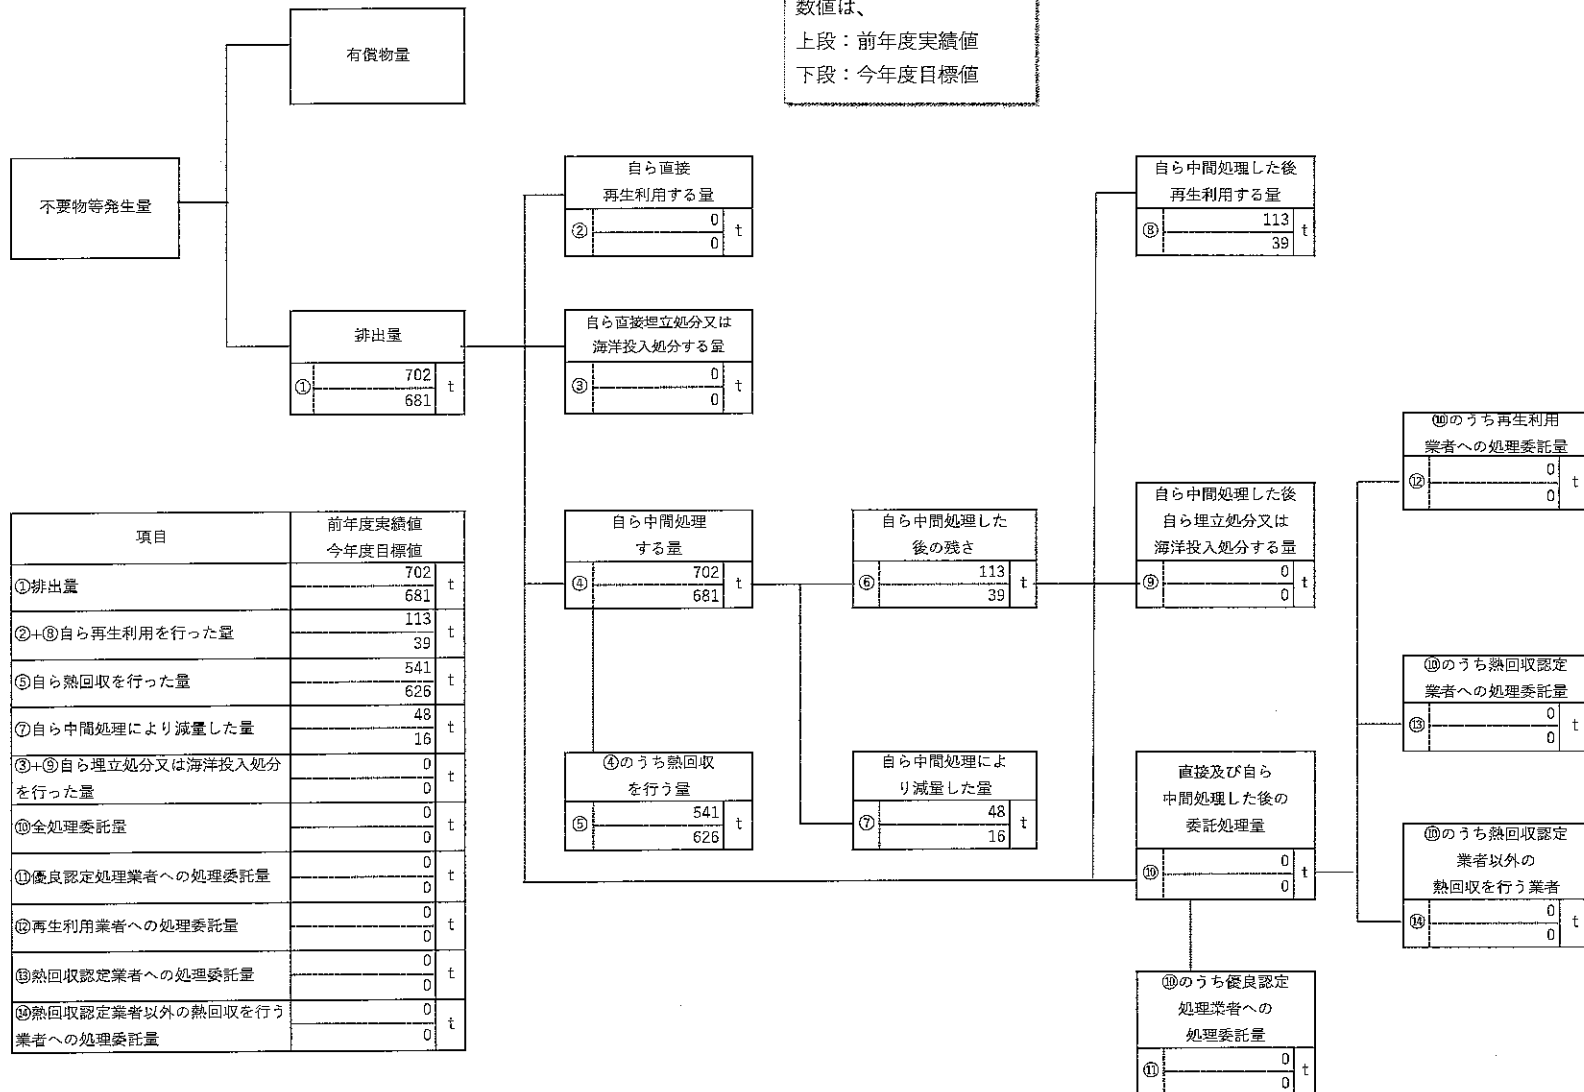 数値は、
上段：前年度実績値
下段：今年度目標値
有償物量
不要物等発生量
排出量
①
702
681
t
自ら直接
再生利用する量
②
0
0
t
自ら直接埋立処分又は
海洋投入処分する量
③
0
0
t
自ら中間処理
する量
④
702
681
t
④のうち熱回収
を行う量
⑤
541
626
t
自ら中間処理した
後の残さ
⑥
113
39
t
自ら中間処理によ
り減量した量
⑦
48
16
t
自ら中間処理した後
再生利用する量
⑧
113
39
t
自ら中間処理した後
自ら埋立処分又は
海洋投入処分する量
⑨
0
0
t
直接及び自ら
中間処理した後の
委託処理量
⑩
0
0
t
⑩のうち優良認定
処理業者への
処理委託量
⑪
0
0
t
⑩のうち再生利用
業者への処理委託量
⑫
0
0
t
⑩のうち熱回収認定
業者への処理委託量
⑬
0
0
t
⑩のうち熱回収認定
業者以外の
熱回収を行う業者
⑭
0
0
t
項目
前年度実績値
今年度目標値
①排出量
702
681
t
②+⑧自ら再生利用を行った量
113
39
t
⑤自ら熱回収を行った量
541
626
t
⑦自ら中間処理により減量した量
48
16
t
③+⑨自ら埋立処分又は海洋投入処分
を行った量
0
0
t
⑩全処理委託量
0
0
t
⑪優良認定処理業者への処理委託量
0
0
t
⑫再生利用業者への処理委託量
0
0
t
⑬熱回収認定業者への処理委託量
0
0
t
⑭熱回収認定業者以外の熱回収を行う
業者への処理委託量
0
0
t